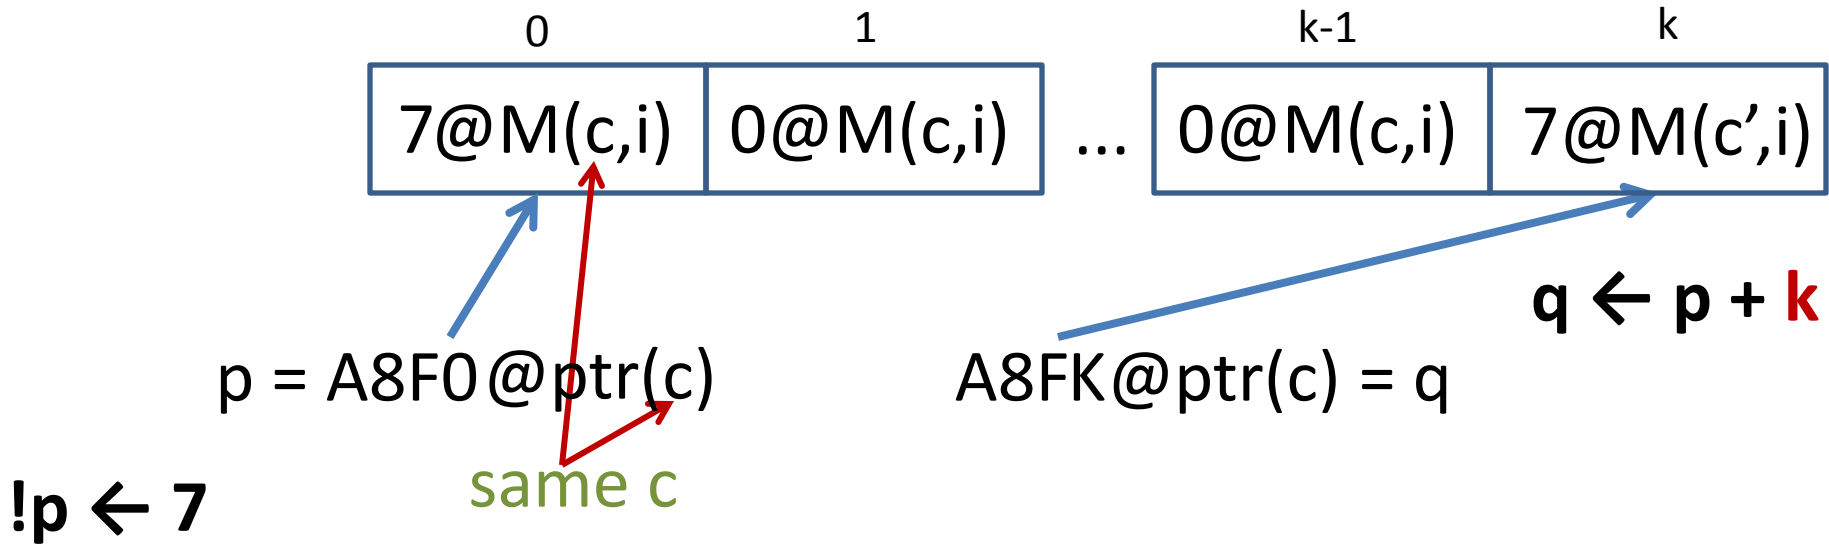 0 1 k-1 k
7@M(c,i) 0@M(c,i) ... 0@M(c,i) 7@M(c’,i)
q ← p + k
p = A8F0@ptr(c) A8FK@ptr(c) = q
same c
!p ← 7